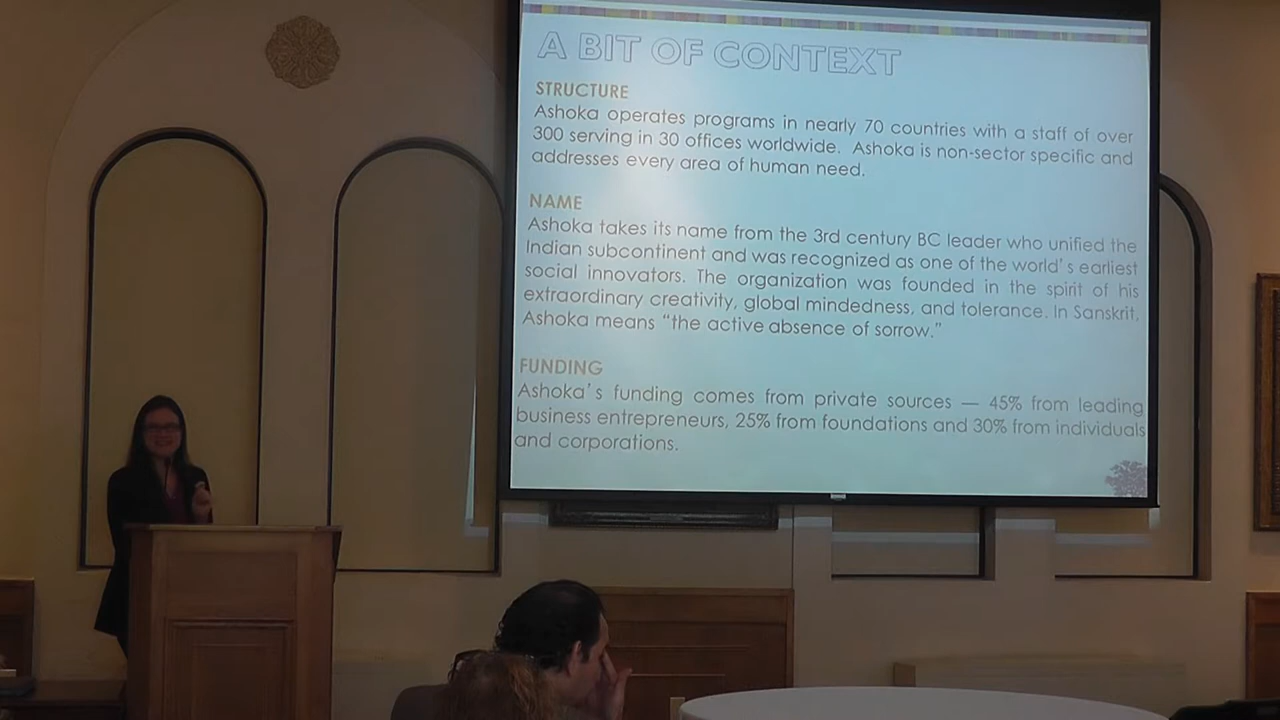 A BIT OF CONTEXT
STRUCTURE
Ashoka operates programs in nearly 70 countries with a staff of over
300 serving in 30 offices worldwide. Ashoka is non-sector specific and
addresses every area of human need.
NAME
Ashoka takes its name from the 3rd century BC leader who unified the
Indian subcontinent and was recognized as one of the world's earliest
social innovators. The organization was founded in the spirit of his
extraordinary creativity, global mindedness, and tolerance. In Sanskrit,
Ashoka means “the active absence of sorrow.”
FUNDING
Ashoka's funding comes from private sources — 45% from leading
business entrepreneurs, 25% from foundations and 30% from individuals
and corporations.